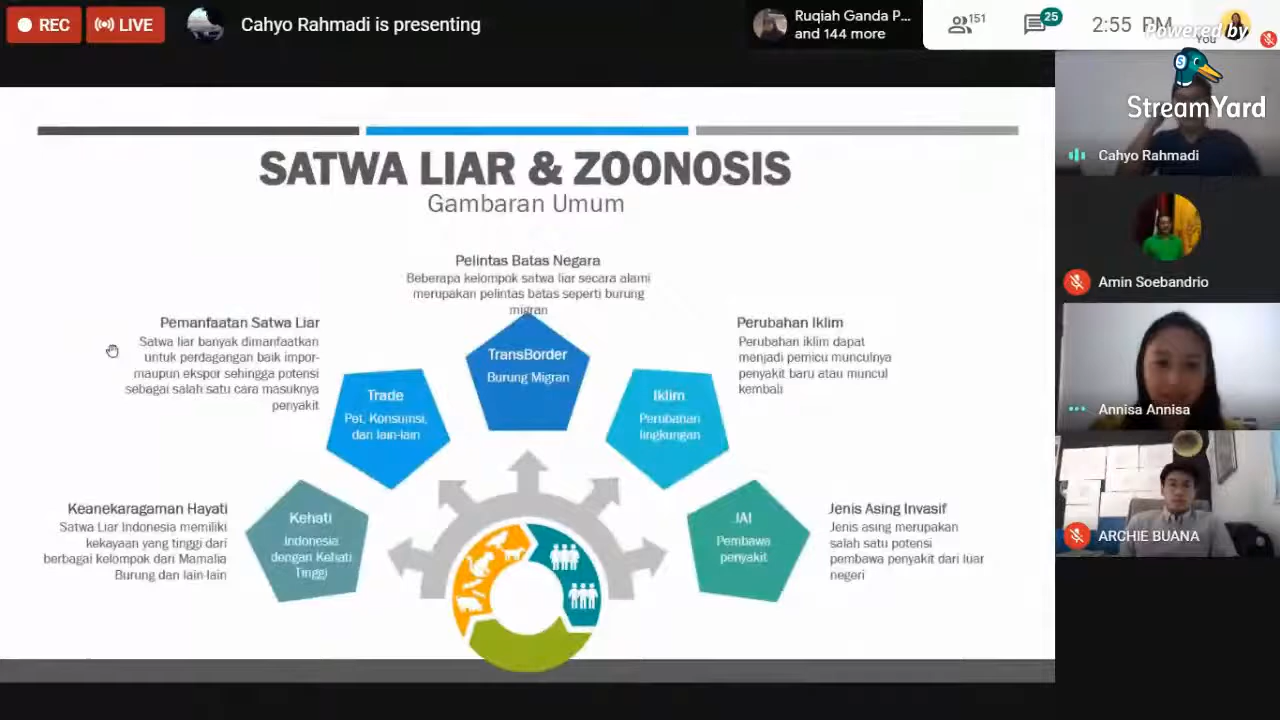 REC
LIVE
Cahyo Rahmadi is presenting
Ruqiah Ganda P...
and 144 more
151
25
2:55 PM
You
Powered by
StreamYard
Cahyo Rahmadi
Amin Soebandrio
Annisa Annisa
ARCHIE BUANA
SATWA LIAR & ZOONOSIS
Gambaran Umum
Pelintas Batas Negara
Beberapa kelompok satwa liar secara alami
merupakan pelintas batas seperti burung
migran
TransBorder
Burung Migran
Pemanfaatan Satwa Liar
Satwa liar banyak dimanfaatkan
untuk perdagangan baik impor-
maupun ekspor sehingga potensi
sebagai salah satu cara masuknya
penyakit
Trade
Pet, Konsumsi,
dan lain-lain
Perubahan Iklim
Perubahan iklim dapat
menjadi pemicu munculnya
penyakit baru atau muncul
kembali
Iklim
Perubahan
lingkungan
Keanekaragaman Hayati
Satwa Liar Indonesia memiliki
kekayaan yang tinggi dari
berbagai kelompok dari Mamalia
Burung dan lain-lain
Kehati
Indonesia
dengan Kehati
Tinggi
JAI
Pembawa
penyakit
Jenis Asing Invasif
Jenis asing merupakan
salah satu potensi
pembawa penyakit dari luar
negeri